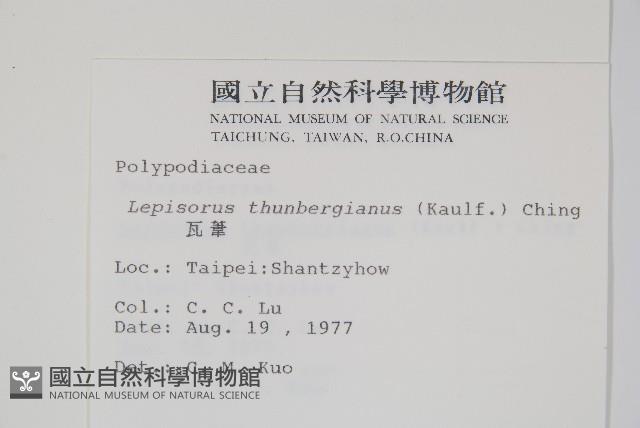 國立自然科學博物館
NATIONAL MUSEUM OF NATURAL SCIENCE
TAICHUNG, TAIWAN, R.O.CHINA
Polypodiaceae
Lepisorus thunbergianus (Kaulf.) Ching
瓦葦
Loc.: Taipei:Shantzyhow
Col.: C. C. Lu
Date: Aug. 19 , 1977
Det.: C. M. Kuo
國立自然科學博物館
NATIONAL MUSEUM OF NATURAL SCIENCE